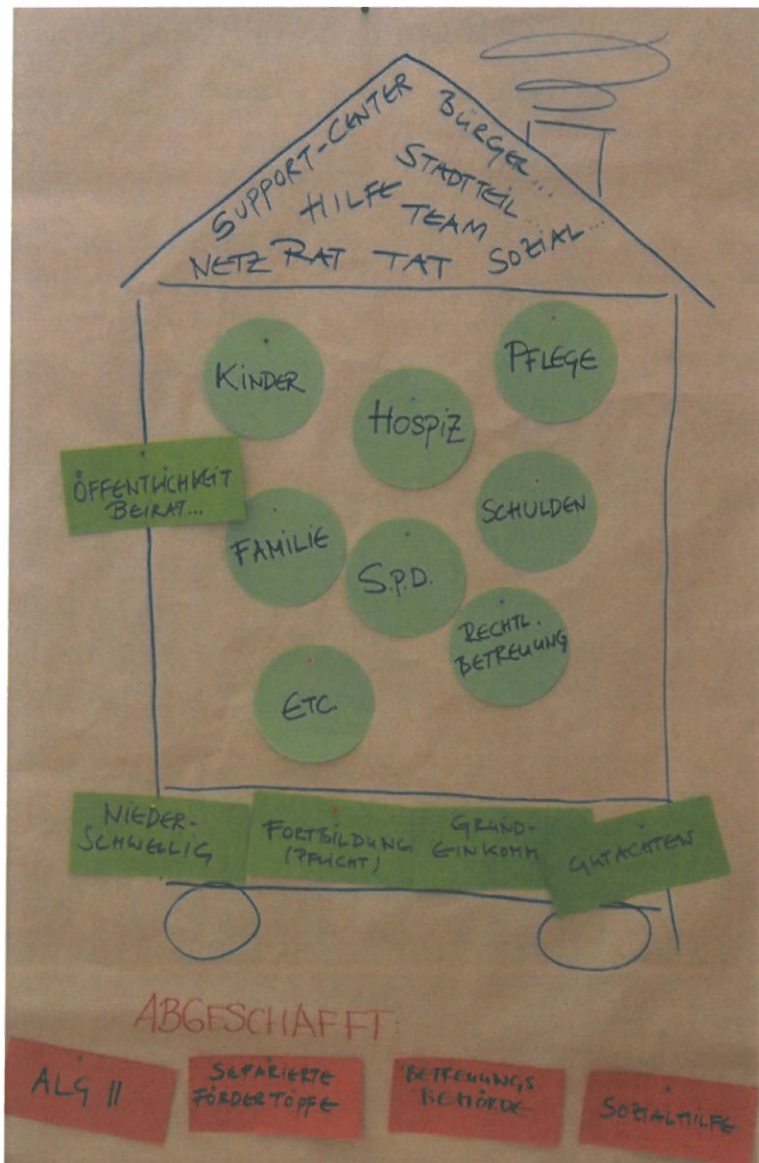 SUPPORT-CENTER
BÜRGER...
STADTTEIL...
HILFE
TEAM
NETZ RAT TAT SOZIAL...
KINDER
PFLEGE
HOSPIZ
ÖFFENTLICHKEIT
BEIRAT...
SCHULDEN
FAMILIE
S.P.D.
RECHTL.
BETREUUNG
ETC.
NIEDER-
SCHWELLIG
FORTBILDUNG
(PFLICHT)
GRUND-
EINKOMM
GUTACHTEN
ABGESCHAFFT:
ALG II
SEPARIERTE
FÖRDERTÖPFE
BETREUUNGS
BEHÖRDE
SOZIALHILFE